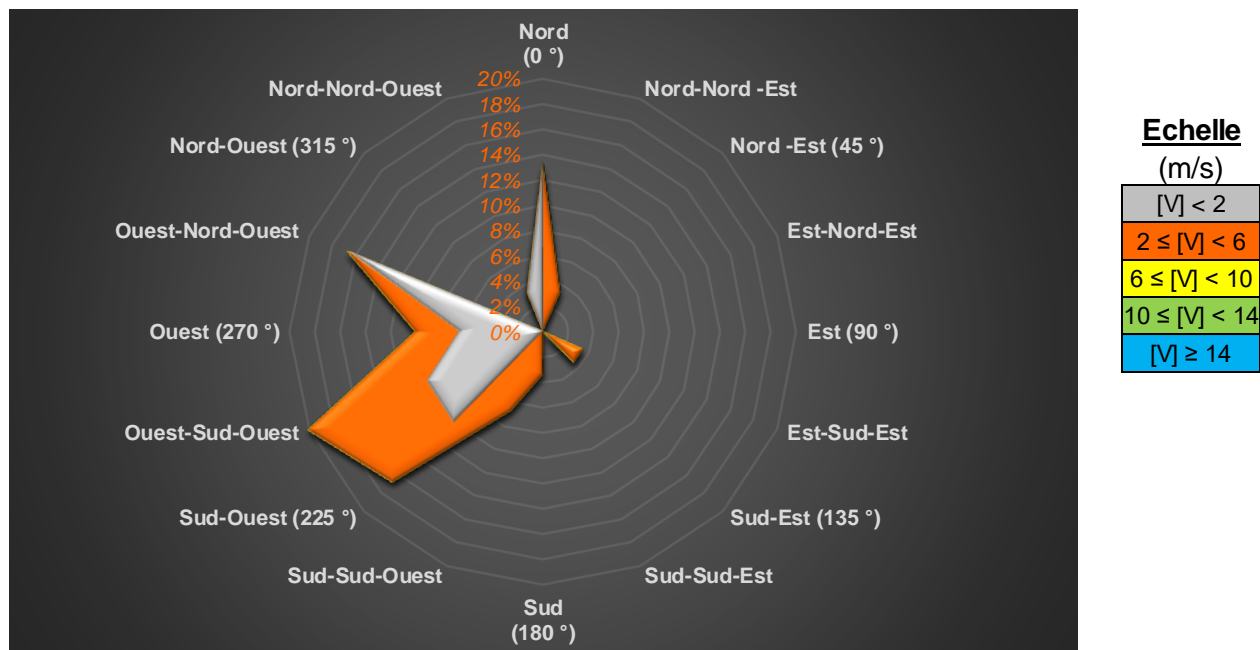 Nord
(0 °)
Nord-Nord -Est
Nord -Est (45 °)
Est-Nord-Est
Est (90 °)
Est-Sud-Est
Sud-Est (135 °)
Sud-Sud-Est
Sud
(180 °)
Sud-Sud-Ouest
Sud-Ouest (225 °)
Ouest-Sud-Ouest
Ouest (270 °)
Ouest-Nord-Ouest
Nord-Ouest (315 °)
Nord-Nord-Ouest
20%
18%
16%
14%
12%
10%
8%
6%
4%
2%
0%
Echelle
(m/s)
[V] < 2
2 ≤ [V] < 6
6 ≤ [V] < 10
10 ≤ [V] < 14
[V] ≥ 14